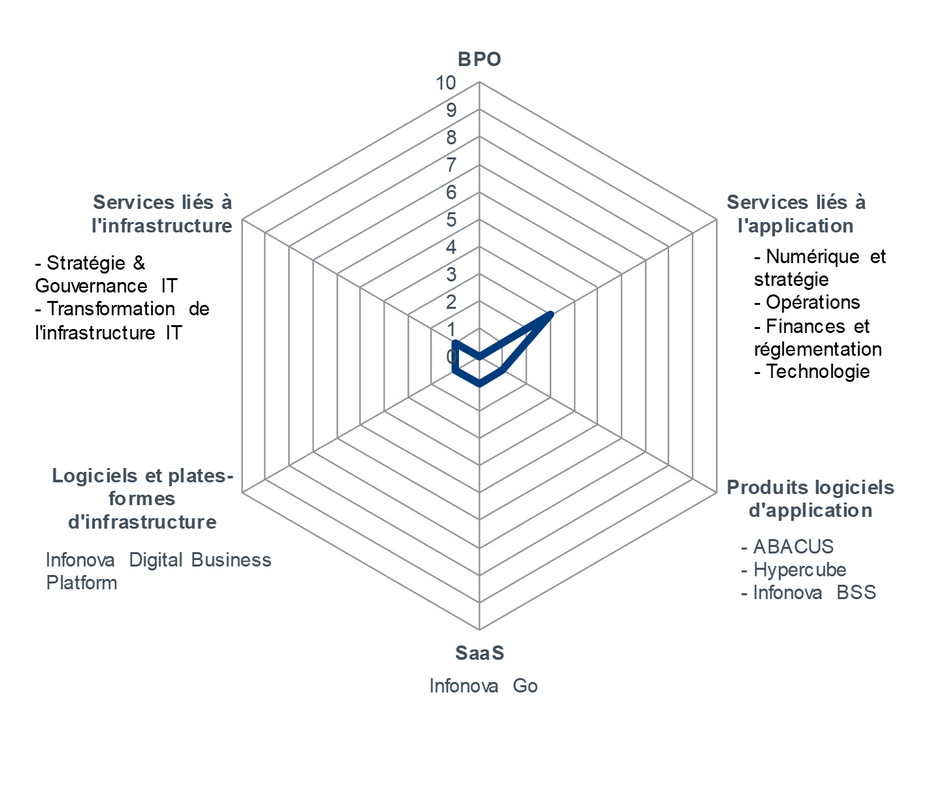 BPO
10
9
8
7
6
5
4
3
2
1
0
Services liés à
l'infrastructure
- Stratégie &
Gouvernance IT
- Transformation de
l'infrastructure IT
Services liés à
l'application
- Numérique et
stratégie
- Opérations
- Finances et
réglementation
- Technologie
Logiciels et plates-
formes
d'infrastructure
Infonova Digital Business
Platform
Produits logiciels
d'application
- ABACUS
- Hypercube
- Infonova BSS
SaaS
Infonova Go